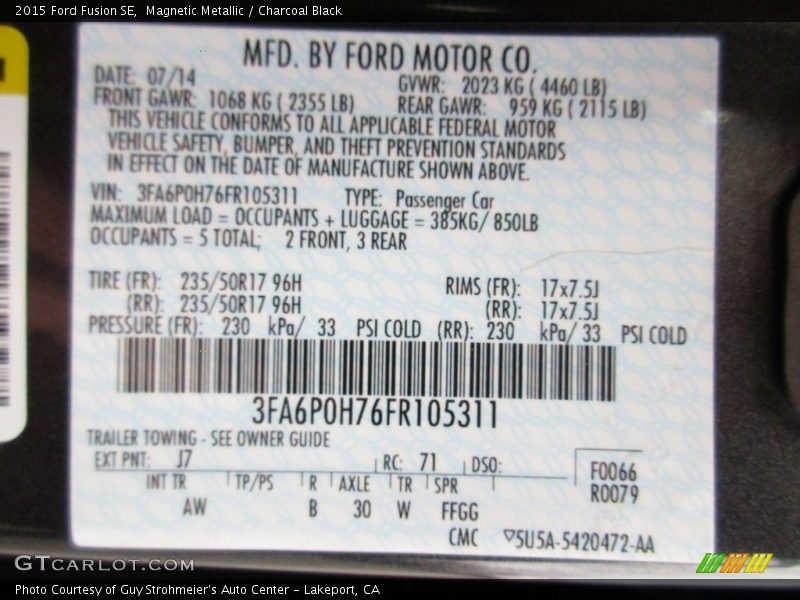 2015 Ford Fusion SE, Magnetic Metallic / Charcoal Black
MFD. BY FORD MOTOR CO.
DATE: 07/14 GVWR: 2023 KG ( 4460 LB)
FRONT GAWR: 1068 KG ( 2355 LB) REAR GAWR: 959 KG ( 2115 LB)
THIS VEHICLE CONFORMS TO ALL APPLICABLE FEDERAL MOTOR
VEHICLE SAFETY, BUMPER, AND THEFT PREVENTION STANDARDS
IN EFFECT ON THE DATE OF MANUFACTURE SHOWN ABOVE.
VIN: 3FA6P0H76FR105311 TYPE: Passenger Car
MAXIMUM LOAD = OCCUPANTS + LUGGAGE = 385KG/ 850LB
OCCUPANTS = 5 TOTAL; 2 FRONT, 3 REAR
TIRE (FR): 235/50R17 96H RIMS (FR): 17x7.5J
(RR): 235/50R17 96H (RR): 17x7.5J
PRESSURE (FR): 230 kPa/ 33 PSI COLD (RR): 230 kPa/ 33 PSI COLD
3FA6P0H76FR105311
TRAILER TOWING - SEE OWNER GUIDE
EXT PNT: J7 RC: 71 DSO: F0066
INT TR TP/PS R AXLE TR SPR R0079
AW B 30 W FFGG
CMC 5U5A-5420472-AA
GTCARLOT.COM
Photo Courtesy of Guy Strohmeier's Auto Center - Lakeport, CA